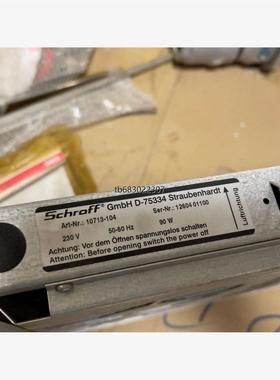 tb683022397
Schroff® GmbH D-75334 Straubenhardt
Art-Nr.: 10713-104
Ser-Nr.: 12604 01100
230 V
50-60 Hz
90 W
Achtung: Vor dem Öffnen spannungslos schalten
Attention: Before opening switch the power off
Luftrichtung